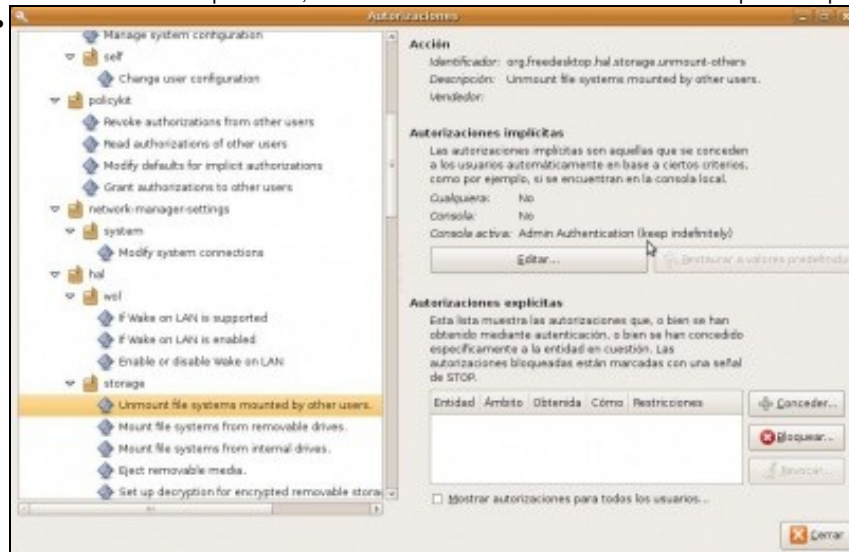 Autorizaciones
Manage system configuration
self
Change user configuration
policykit
Revoke authorizations from other users
Read authorizations of other users
Modify defaults for implicit authorizations
Grant authorizations to other users
network-manager-settings
system
Modify system connections
hal
wol
If Wake on LAN is supported
If Wake on LAN is enabled
Enable or disable Wake on LAN
storage
Unmount file systems mounted by other users.
Mount file systems from removable drives.
Mount file systems from internal drives.
Eject removable media.
Set up decryption for encrypted removable stora
Acción
Identificador: org.freedesktop.hal.storage.unmount-others
Descripción: Unmount file systems mounted by other users.
Vendedor:
Autorizaciones implícitas
Las autorizaciones implícitas son aquellas que se conceden
a los usuarios automáticamente en base a ciertos criterios,
como por ejemplo, si se encuentran en la consola local.
Cualquiera: No
Consola: No
Consola activa: Admin Authentication (keep indefinitely)
Editar...
Restaurar a valores predefinido
Autorizaciones explícitas
Esta lista muestra las autorizaciones que, o bien se han
obtenido mediante autenticación, o bien se han concedido
específicamente a la entidad en cuestión. Las
autorizaciones bloqueadas están marcadas con una señal
de STOP.
Entidad Ámbito Obtenida Cómo Restricciones
Conceder...
Bloquear...
Revocar...
Mostrar autorizaciones para todos los usuarios...
Cerrar